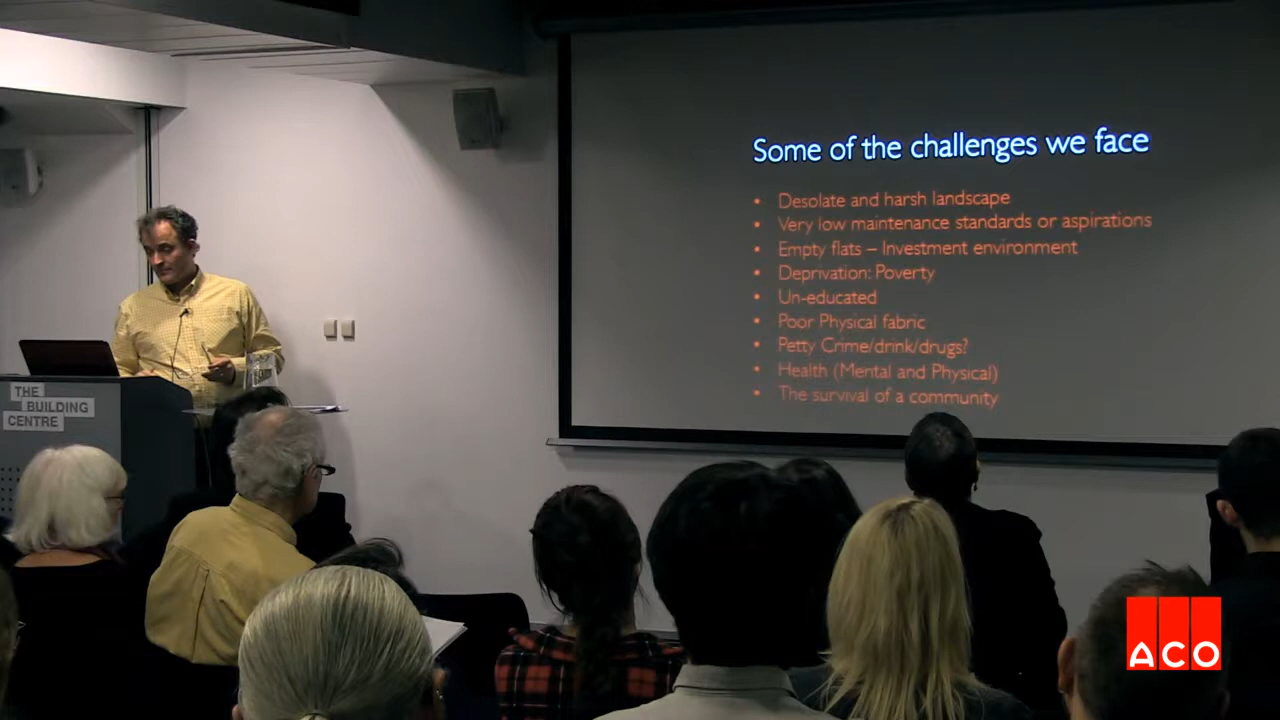 Some of the challenges we face
• Desolate and harsh landscape
• Very low maintenance standards or aspirations
• Empty flats – Investment environment
• Deprivation: Poverty
• Un-educated
• Poor Physical fabric
• Petty Crime/drink/drugs?
• Health (Mental and Physical)
• The survival of a community
THE
BUILDING
CENTRE
ACO